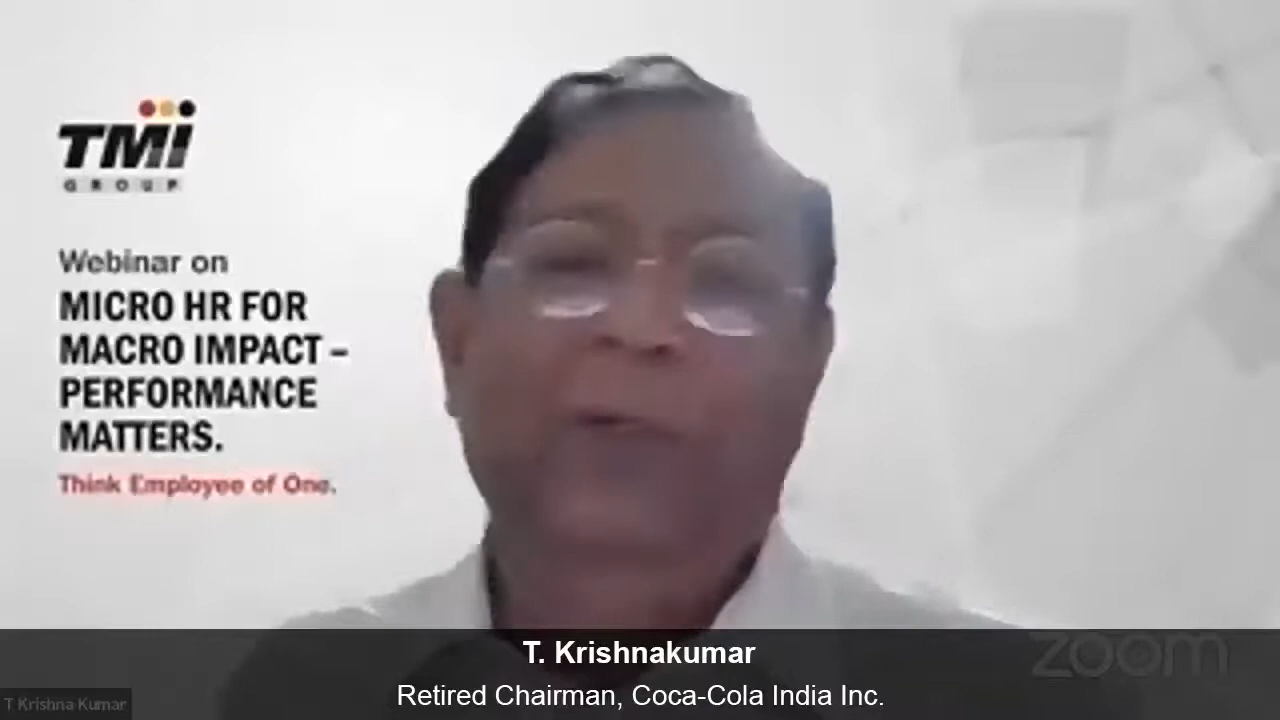 TMI
GROUP
Webinar on
MICRO HR FOR
MACRO IMPACT –
PERFORMANCE
MATTERS.
Think Employee of One.
T. Krishnakumar
zoom
Retired Chairman, Coca-Cola India Inc.
T Krishna Kumar